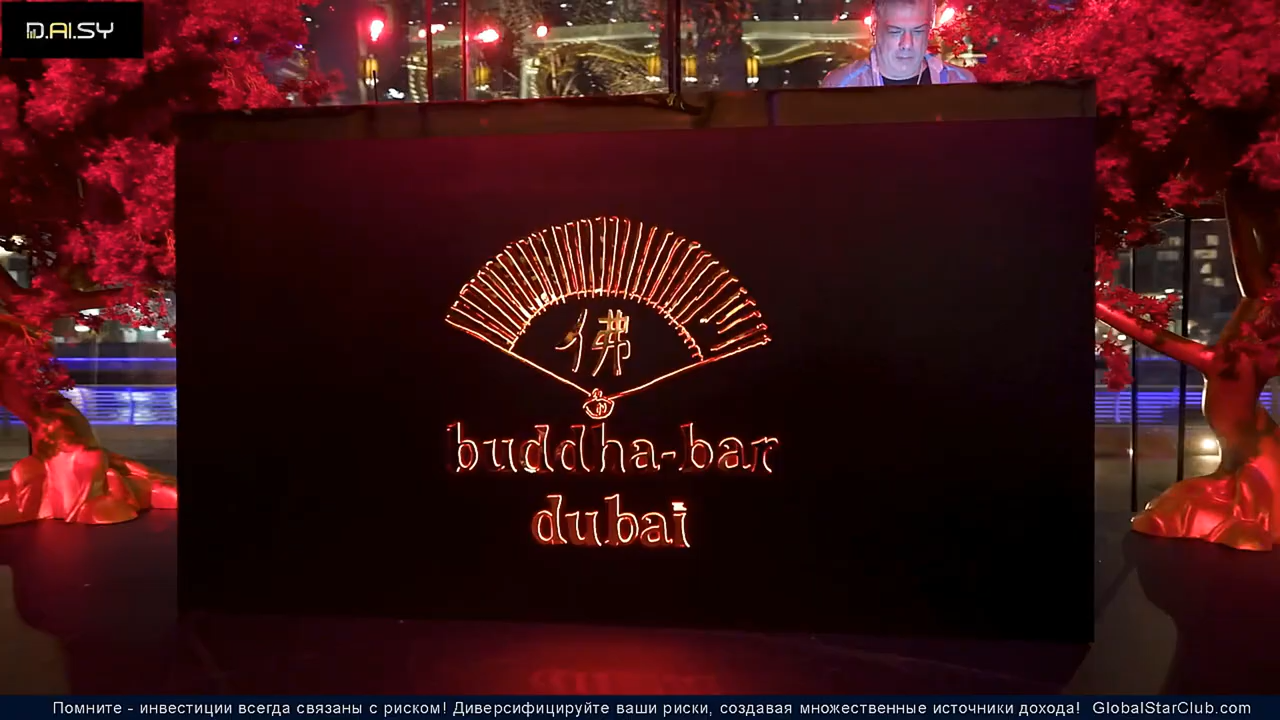 D.AI.SY
佛
buddha-bar
dubai
Помните - инвестиции всегда связаны с риском! Диверсифицируйте ваши риски, создавая множественные источники дохода! GlobalStarClub.com